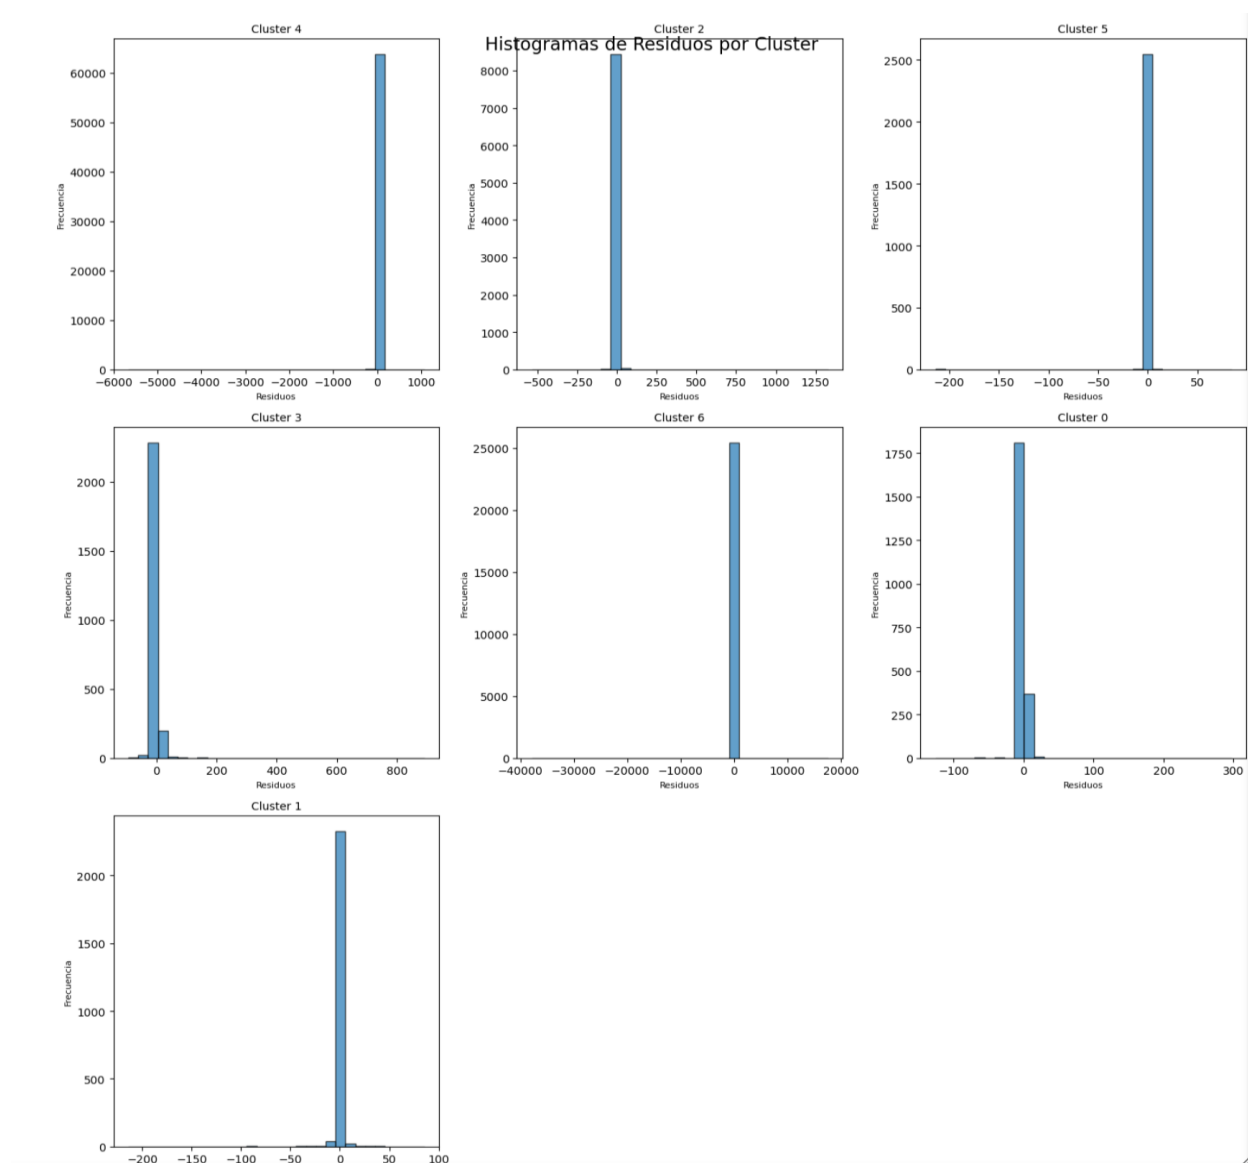 Histogramas de Residuos por Cluster
Cluster 4
60000
50000
40000
30000
20000
10000
0
Frecuencia
−6000 −5000 −4000 −3000 −2000 −1000 0 1000
Residuos
Cluster 2
8000
7000
6000
5000
4000
3000
2000
1000
0
Frecuencia
−500 −250 0 250 500 750 1000 1250
Residuos
Cluster 5
2500
2000
1500
1000
500
0
Frecuencia
−200 −150 −100 −50 0 50
Residuos
Cluster 3
2000
1500
1000
500
0
Frecuencia
0 200 400 600 800
Residuos
Cluster 6
25000
20000
15000
10000
5000
0
Frecuencia
−40000 −30000 −20000 −10000 0 10000 20000
Residuos
Cluster 0
1750
1500
1250
1000
750
500
250
0
Frecuencia
−100 0 100 200 300
Residuos
Cluster 1
2000
1500
1000
500
0
Frecuencia
−200 −150 −100 −50 0 50 100